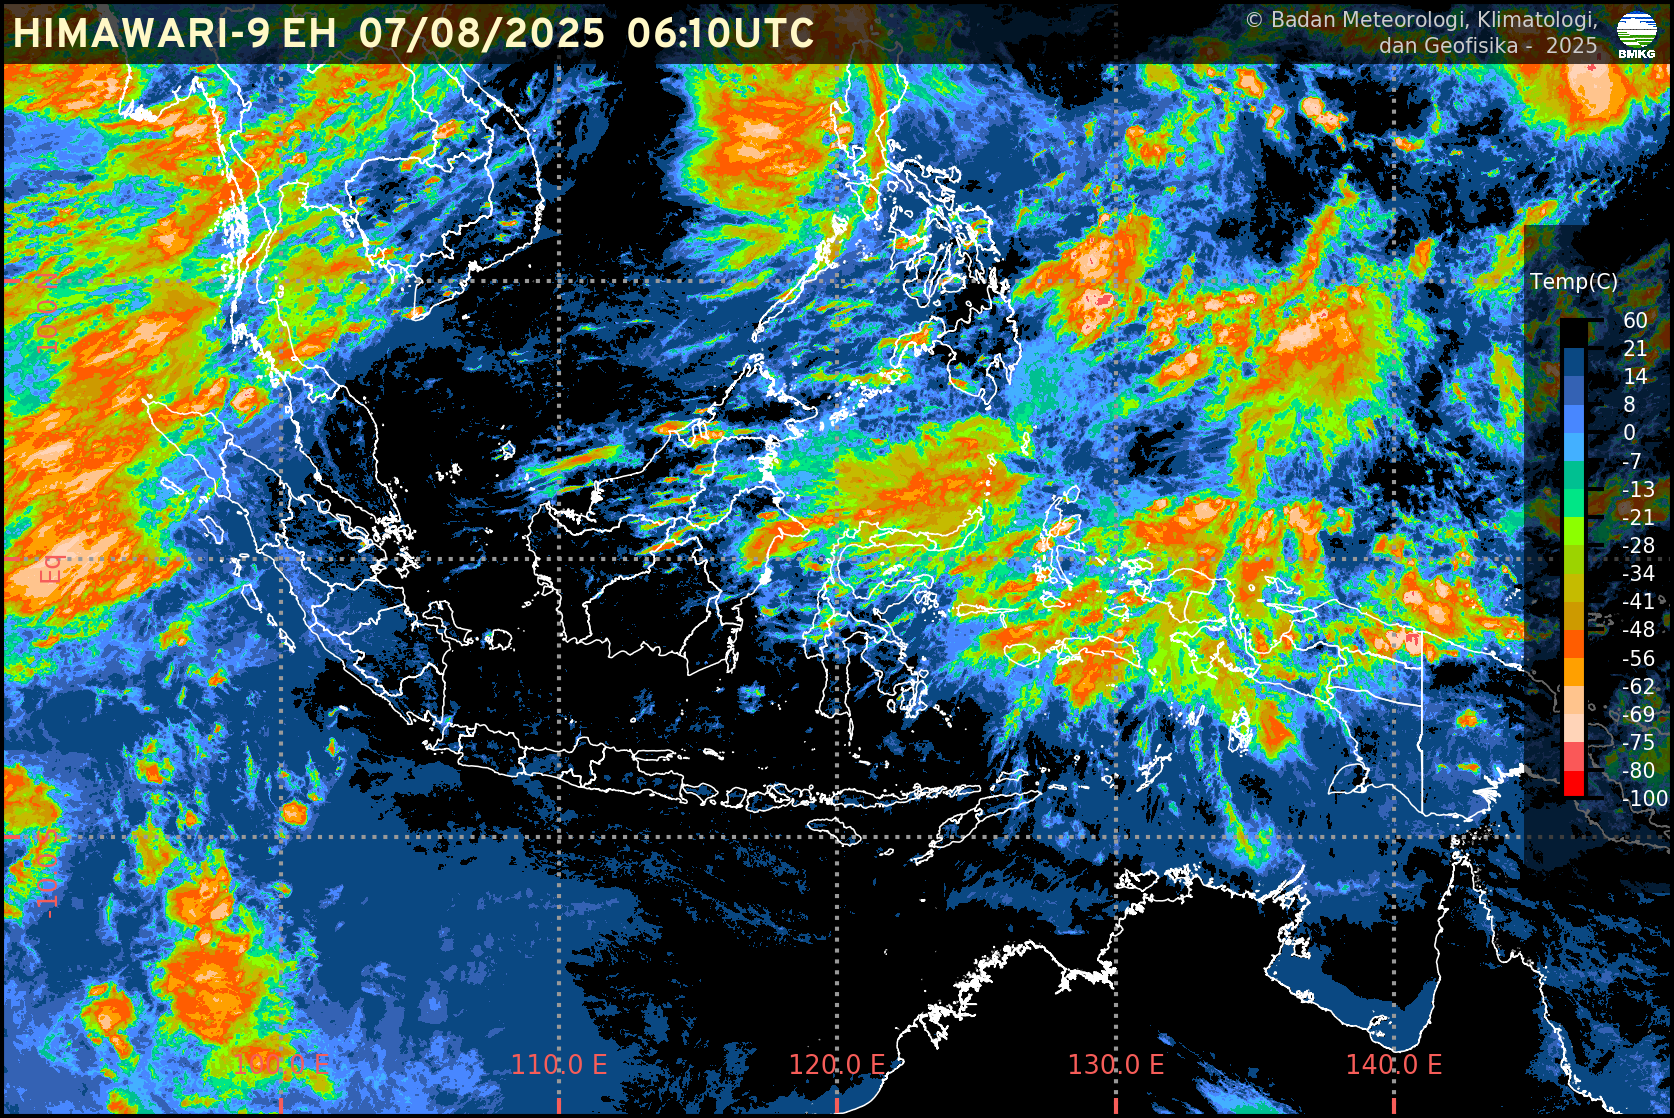 HIMAWARI-9 EH 07/08/2025 06:10UTC
© Badan Meteorologi, Klimatologi,
dan Geofisika - 2025
BMKG
Temp(C)
60
21
14
8
0
-7
-13
-21
-28
-34
-41
-48
-56
-62
-69
-75
-80
-100
10.0 N
Eq
-10.0 S
100.0 E
110.0 E
120.0 E
130.0 E
140.0 E